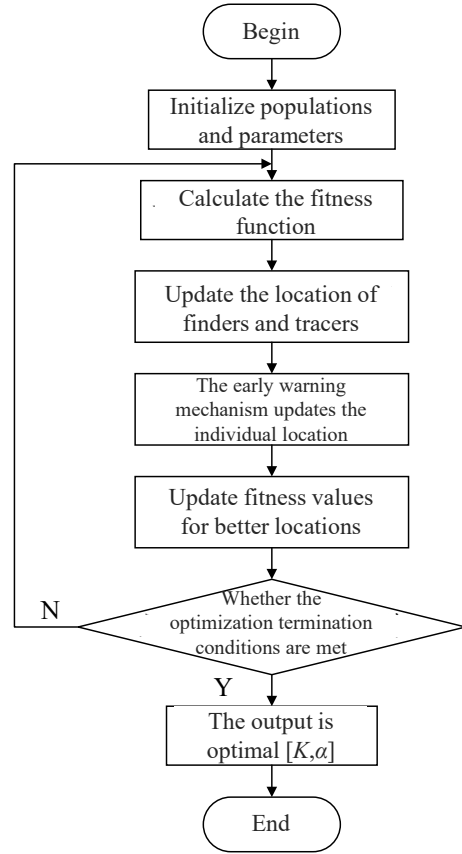 Begin
Initialize populations
and parameters
Calculate the fitness
function
Update the location of
finders and tracers
The early warning
mechanism updates the
individual location
Update fitness values
for better locations
Whether the
optimization termination
conditions are met
N
Y
The output is
optimal [K,α]
End